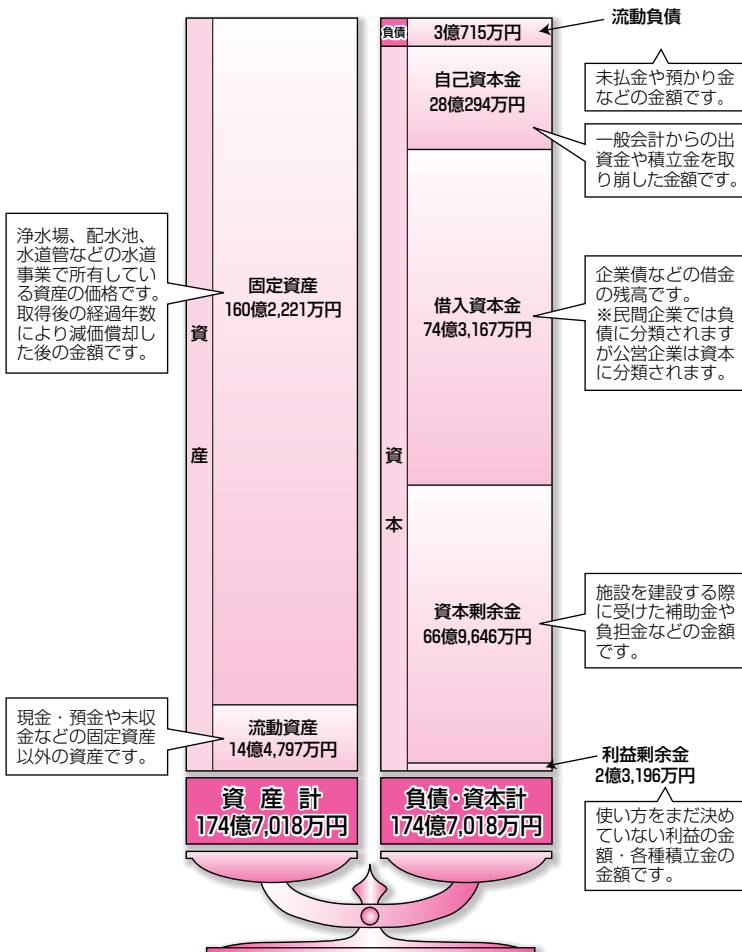 浄水場、配水池、
水道管などの水道
事業で所有してい
る資産の価格です。
取得後の経過年数
により減価償却し
た後の金額です。
現金・預金や未収
金などの固定資産
以外の資産です。
資
産
固定資産
160億2,221万円
流動資産
14億4,797万円
資産計
174億7,018万円
負債
3億715万円
資
本
自己資本金
28億294万円
借入資本金
74億3,167万円
資本剰余金
66億9,646万円
負債・資本計
174億7,018万円
流動負債
未払金や預かり金
などの金額です。
一般会計からの出
資金や積立金を取
り崩した金額です。
企業債などの借金
の残高です。
※民間企業では負
債に分類されます
が公営企業は資本
に分類されます。
施設を建設する際
に受けた補助金や
負担金などの金額
です。
利益剰余金
2億3,196万円
使い方をまだ決め
ていない利益の金
額・各種積立金の
金額です。